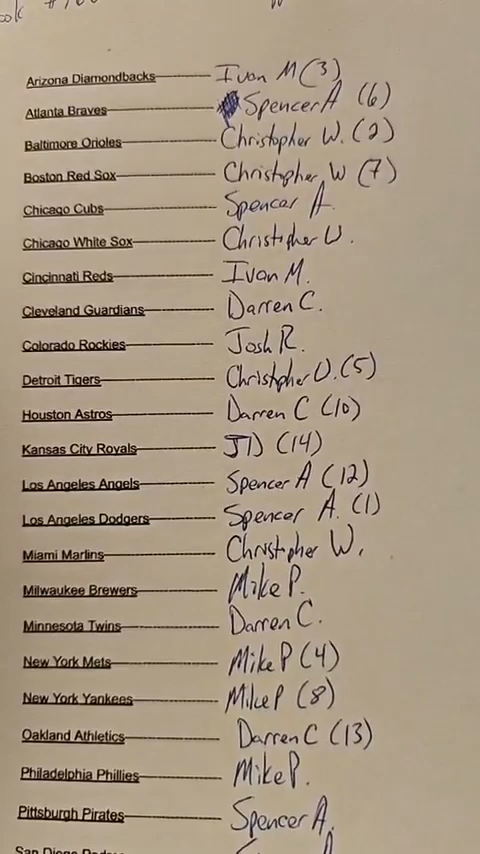 Arizona Diamondbacks Ivan M (3)
Atlanta Braves Spencer A (6)
Baltimore Orioles Christopher W. (2)
Boston Red Sox Christopher W (7)
Chicago Cubs Spencer A.
Chicago White Sox Christopher W.
Cincinnati Reds Ivan M.
Cleveland Guardians Darren C.
Colorado Rockies Josh R.
Detroit Tigers Christopher W. (5)
Houston Astros Darren C (10)
Kansas City Royals JD (14)
Los Angeles Angels Spencer A (12)
Los Angeles Dodgers Spencer A. (1)
Miami Marlins Christopher W.
Milwaukee Brewers Mike P.
Minnesota Twins Darren C.
New York Mets Mike P (4)
New York Yankees Mike P (8)
Oakland Athletics Darren C (13)
Philadelphia Phillies Mike P.
Pittsburgh Pirates Spencer A.
San Diego